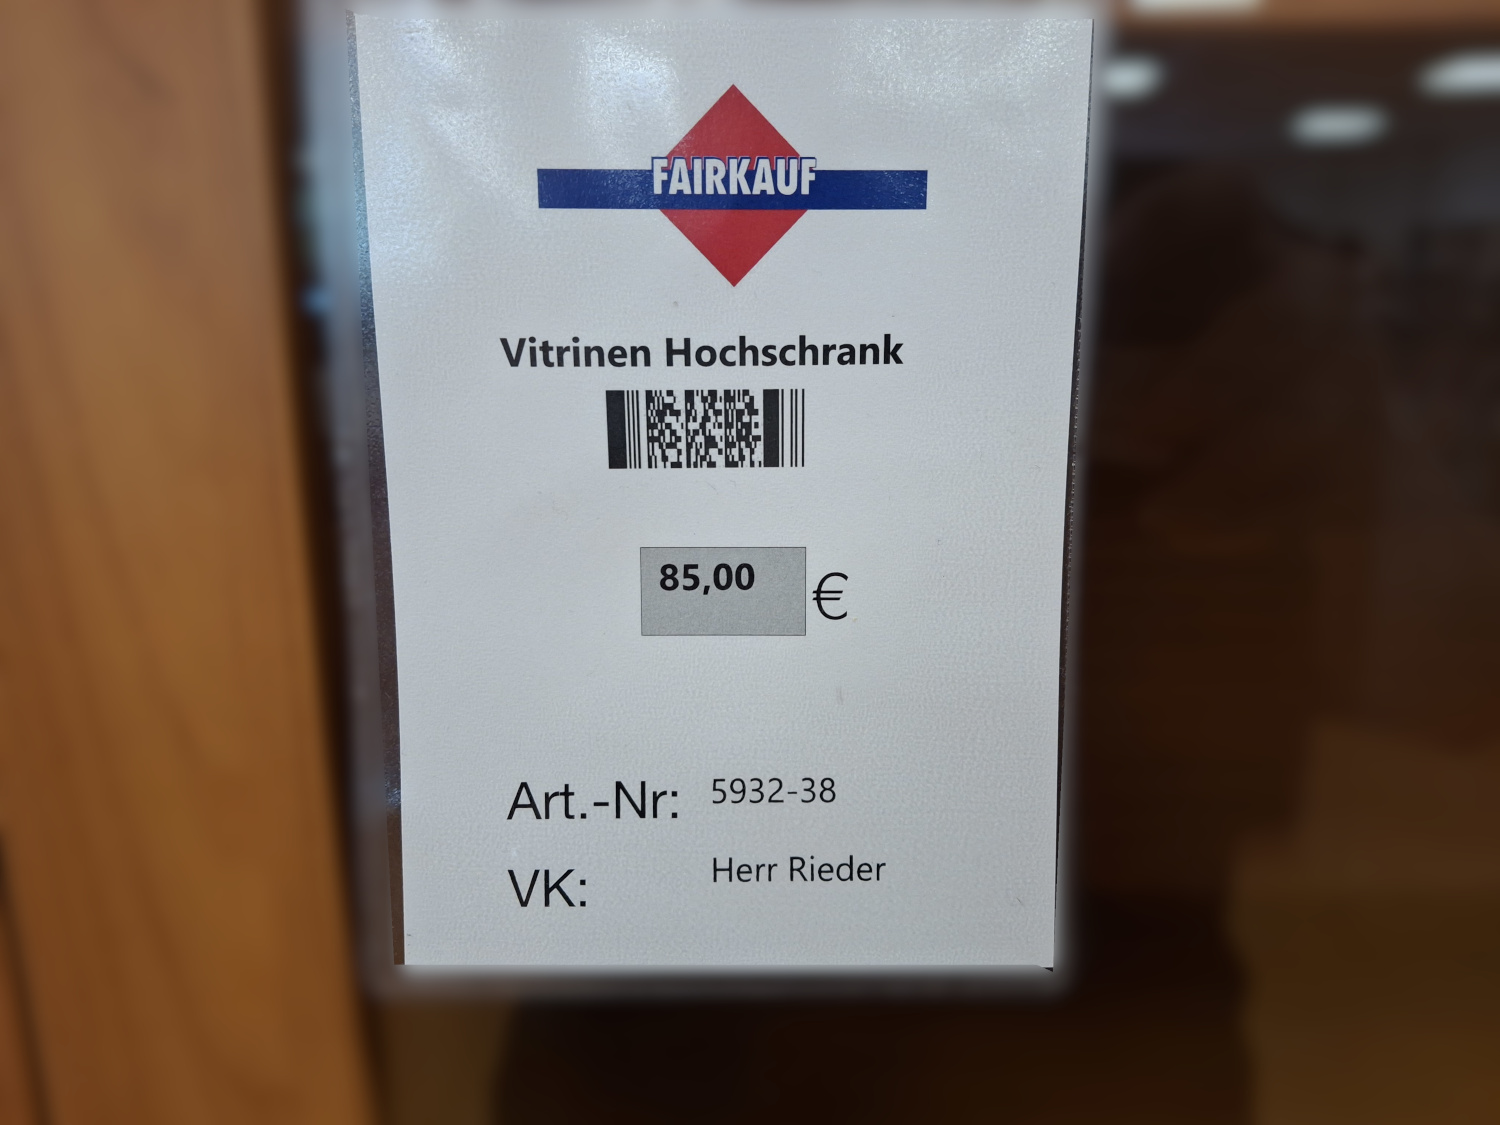 FAIRKAUF
Vitrinen Hochschrank
85,00 €
Art.-Nr: 5932-38
VK: Herr Rieder